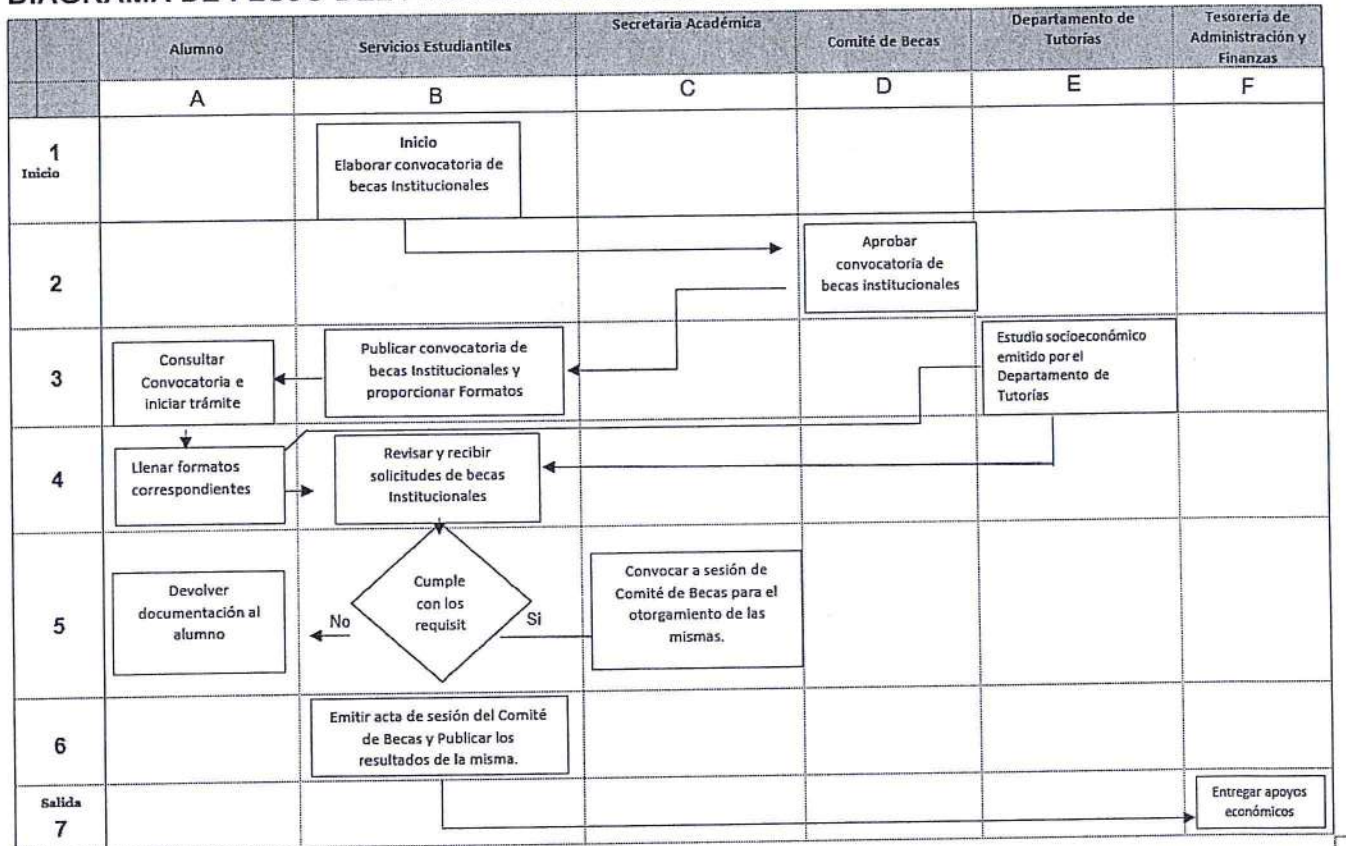 Alumno
Servicios Estudiantiles
Secretaria Académica
Comité de Becas
Departamento de
Tutorías
Tesorería de
Administración y
Finanzas
A
B
C
D
E
F
1
Inicio
Inicio
Elaborar convocatoria de
becas Institucionales
2
Aprobar
convocatoria de
becas institucionales
3
Consultar
Convocatoria e
iniciar trámite
Publicar convocatoria de
becas Institucionales y
proporcionar Formatos
Estudio socioeconómico
emitido por el
Departamento de
Tutorías
4
Llenar formatos
correspondientes
Revisar y recibir
solicitudes de becas
Institucionales
5
Devolver
documentación al
alumno
No
Cumple
con los
requisit
Si
Convocar a sesión de
Comité de Becas para el
otorgamiento de las
mismas.
6
Emitir acta de sesión del Comité
de Becas y Publicar los
resultados de la misma.
Salida
7
Entregar apoyos
económicos